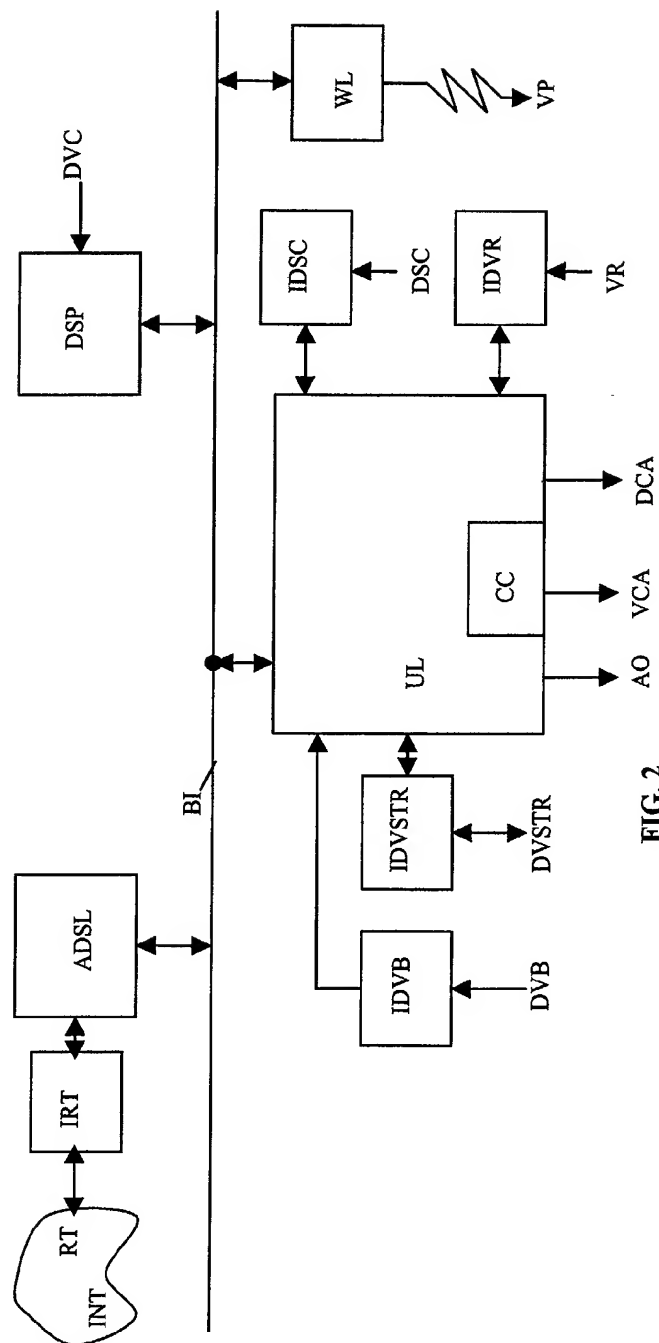 RT
INT
IRT
ADSL
DSP
DVC
BI
WL
VP
IDVB
DVB
IDVSTR
DVSTR
UL
CC
AO
VCA
DCA
IDSC
DSC
IDVR
VR
FIG. 2